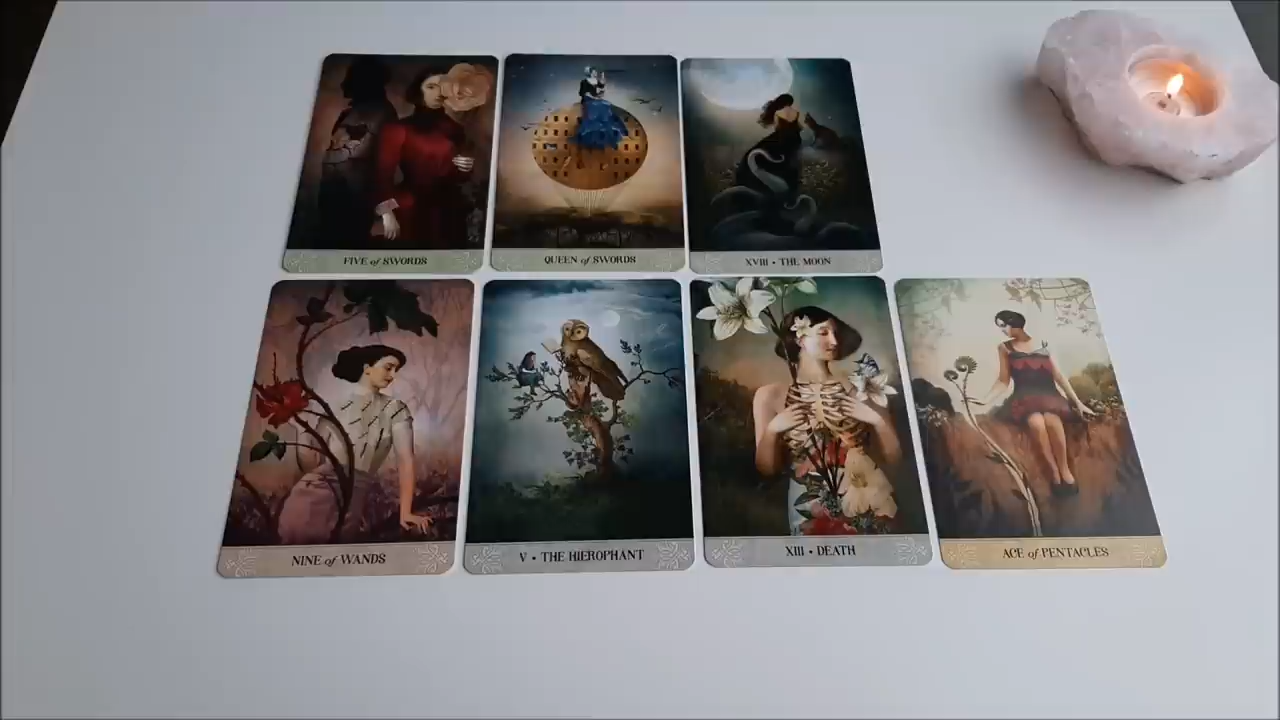 FIVE of SWORDS
QUEEN of SWORDS
XVIII • THE MOON
NINE of WANDS
V • THE HIEROPHANT
XIII • DEATH
ACE of PENTACLES